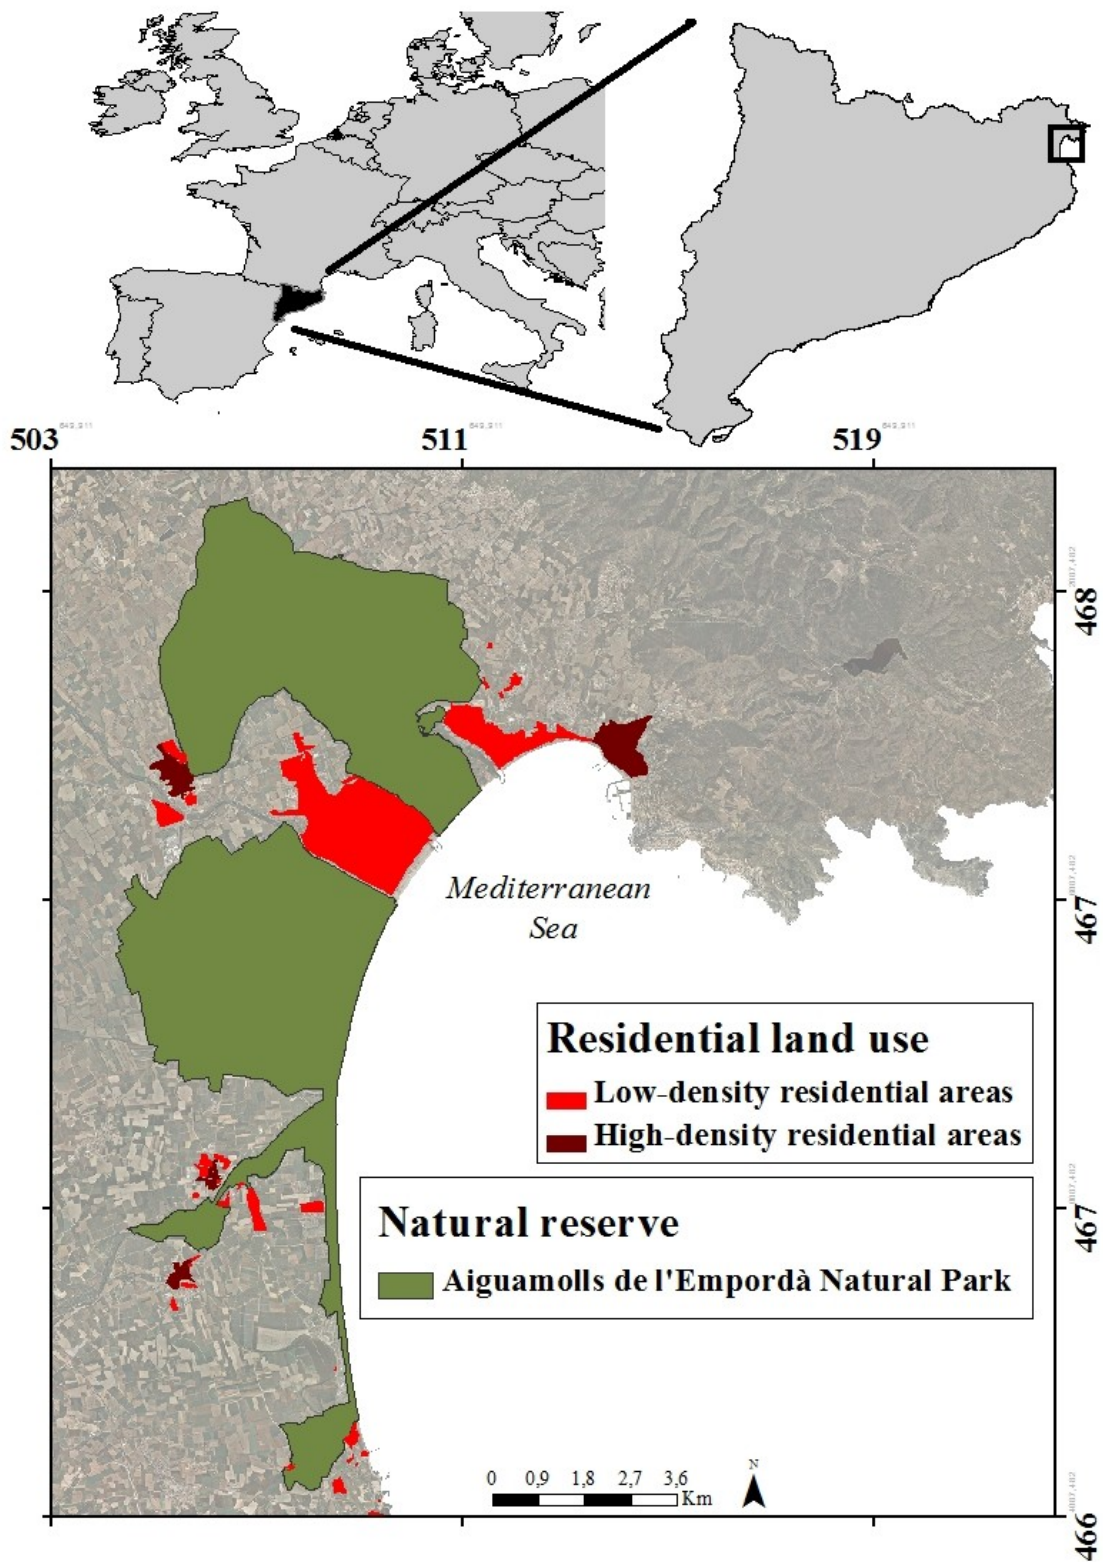 503
511
519
468
467
Mediterranean
Sea
Residential land use
Low-density residential areas
High-density residential areas
467
Natural reserve
Aiguamolls de l'Empordà Natural Park
0 0,9 1,8 2,7 3,6
Km
N
466